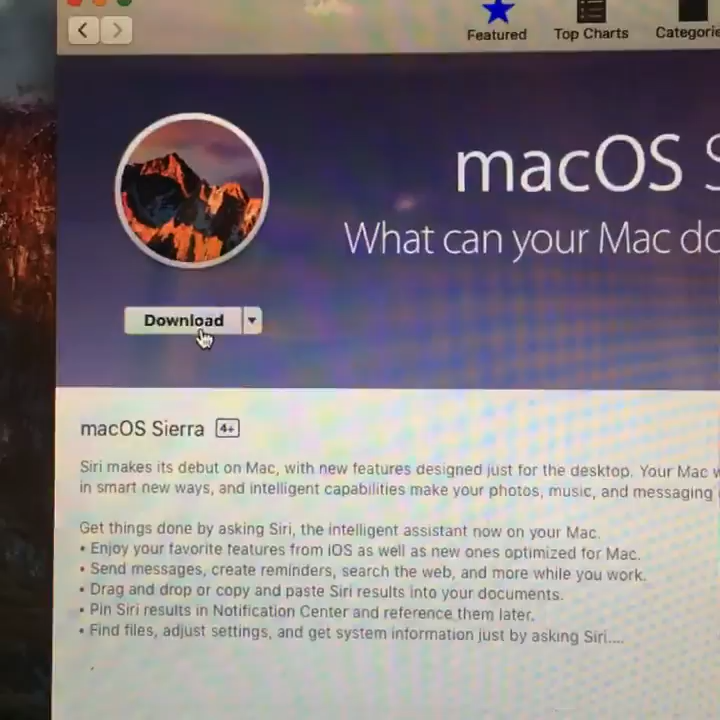 Featured
Top Charts
Categorie
macOS S
What can your Mac do
Download
macOS Sierra 4+
Siri makes its debut on Mac, with new features designed just for the desktop. Your Mac w
in smart new ways, and intelligent capabilities make your photos, music, and messaging
Get things done by asking Siri, the intelligent assistant now on your Mac.
• Enjoy your favorite features from iOS as well as new ones optimized for Mac.
• Send messages, create reminders, search the web, and more while you work.
• Drag and drop or copy and paste Siri results into your documents.
• Pin Siri results in Notification Center and reference them later.
• Find files, adjust settings, and get system information just by asking Siri....